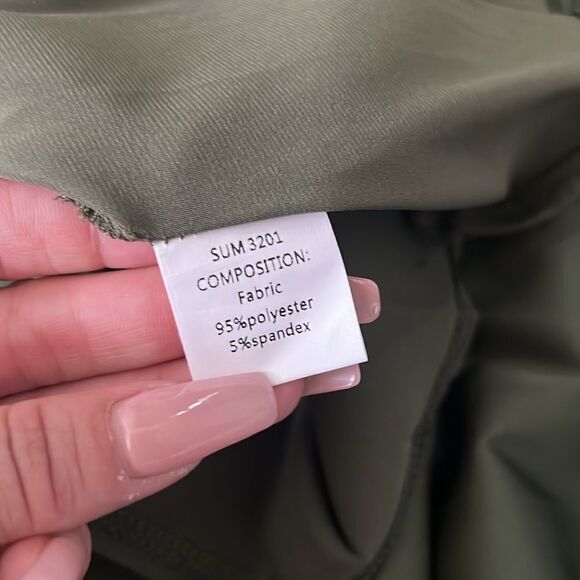 SUM 3201
COMPOSITION:
Fabric
95%polyester
5%spandex